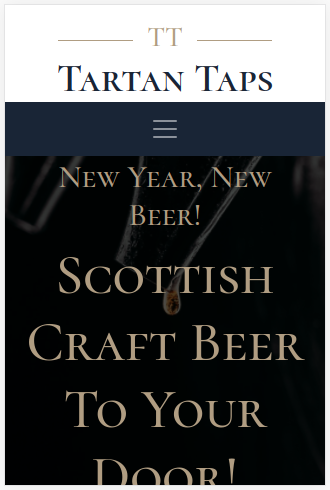 TT
Tartan Taps
New Year, New
Beer!
Scottish
Craft Beer
To Your
Door!